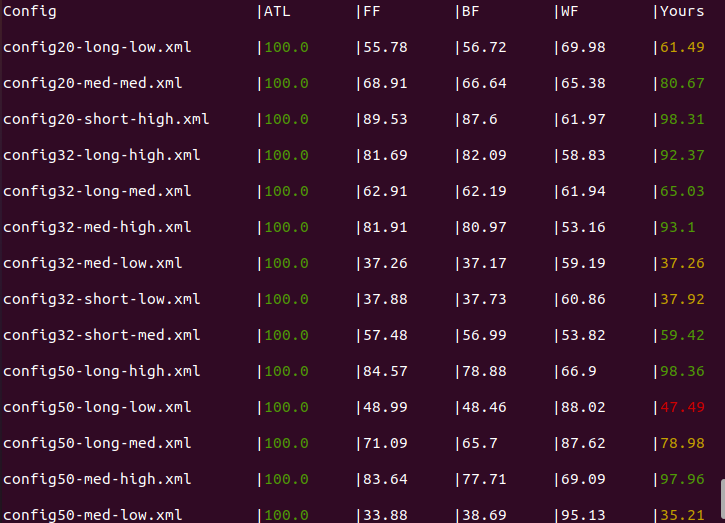 Config |ATL |FF |BF |WF |Yours
config20-long-low.xml |100.0 |55.78 |56.72 |69.98 |61.49
config20-med-med.xml |100.0 |68.91 |66.64 |65.38 |80.67
config20-short-high.xml |100.0 |89.53 |87.6 |61.97 |98.31
config32-long-high.xml |100.0 |81.69 |82.09 |58.83 |92.37
config32-long-med.xml |100.0 |62.91 |62.19 |61.94 |65.03
config32-med-high.xml |100.0 |81.91 |80.97 |53.16 |93.1
config32-med-low.xml |100.0 |37.26 |37.17 |59.19 |37.26
config32-short-low.xml |100.0 |37.88 |37.73 |60.86 |37.92
config32-short-med.xml |100.0 |57.48 |56.99 |53.82 |59.42
config50-long-high.xml |100.0 |84.57 |78.88 |66.9 |98.36
config50-long-low.xml |100.0 |48.99 |48.46 |88.02 |47.49
config50-long-med.xml |100.0 |71.09 |65.7 |87.62 |78.98
config50-med-high.xml |100.0 |83.64 |77.71 |69.09 |97.96
config50-med-low.xml |100.0 |33.88 |38.69 |95.13 |35.21